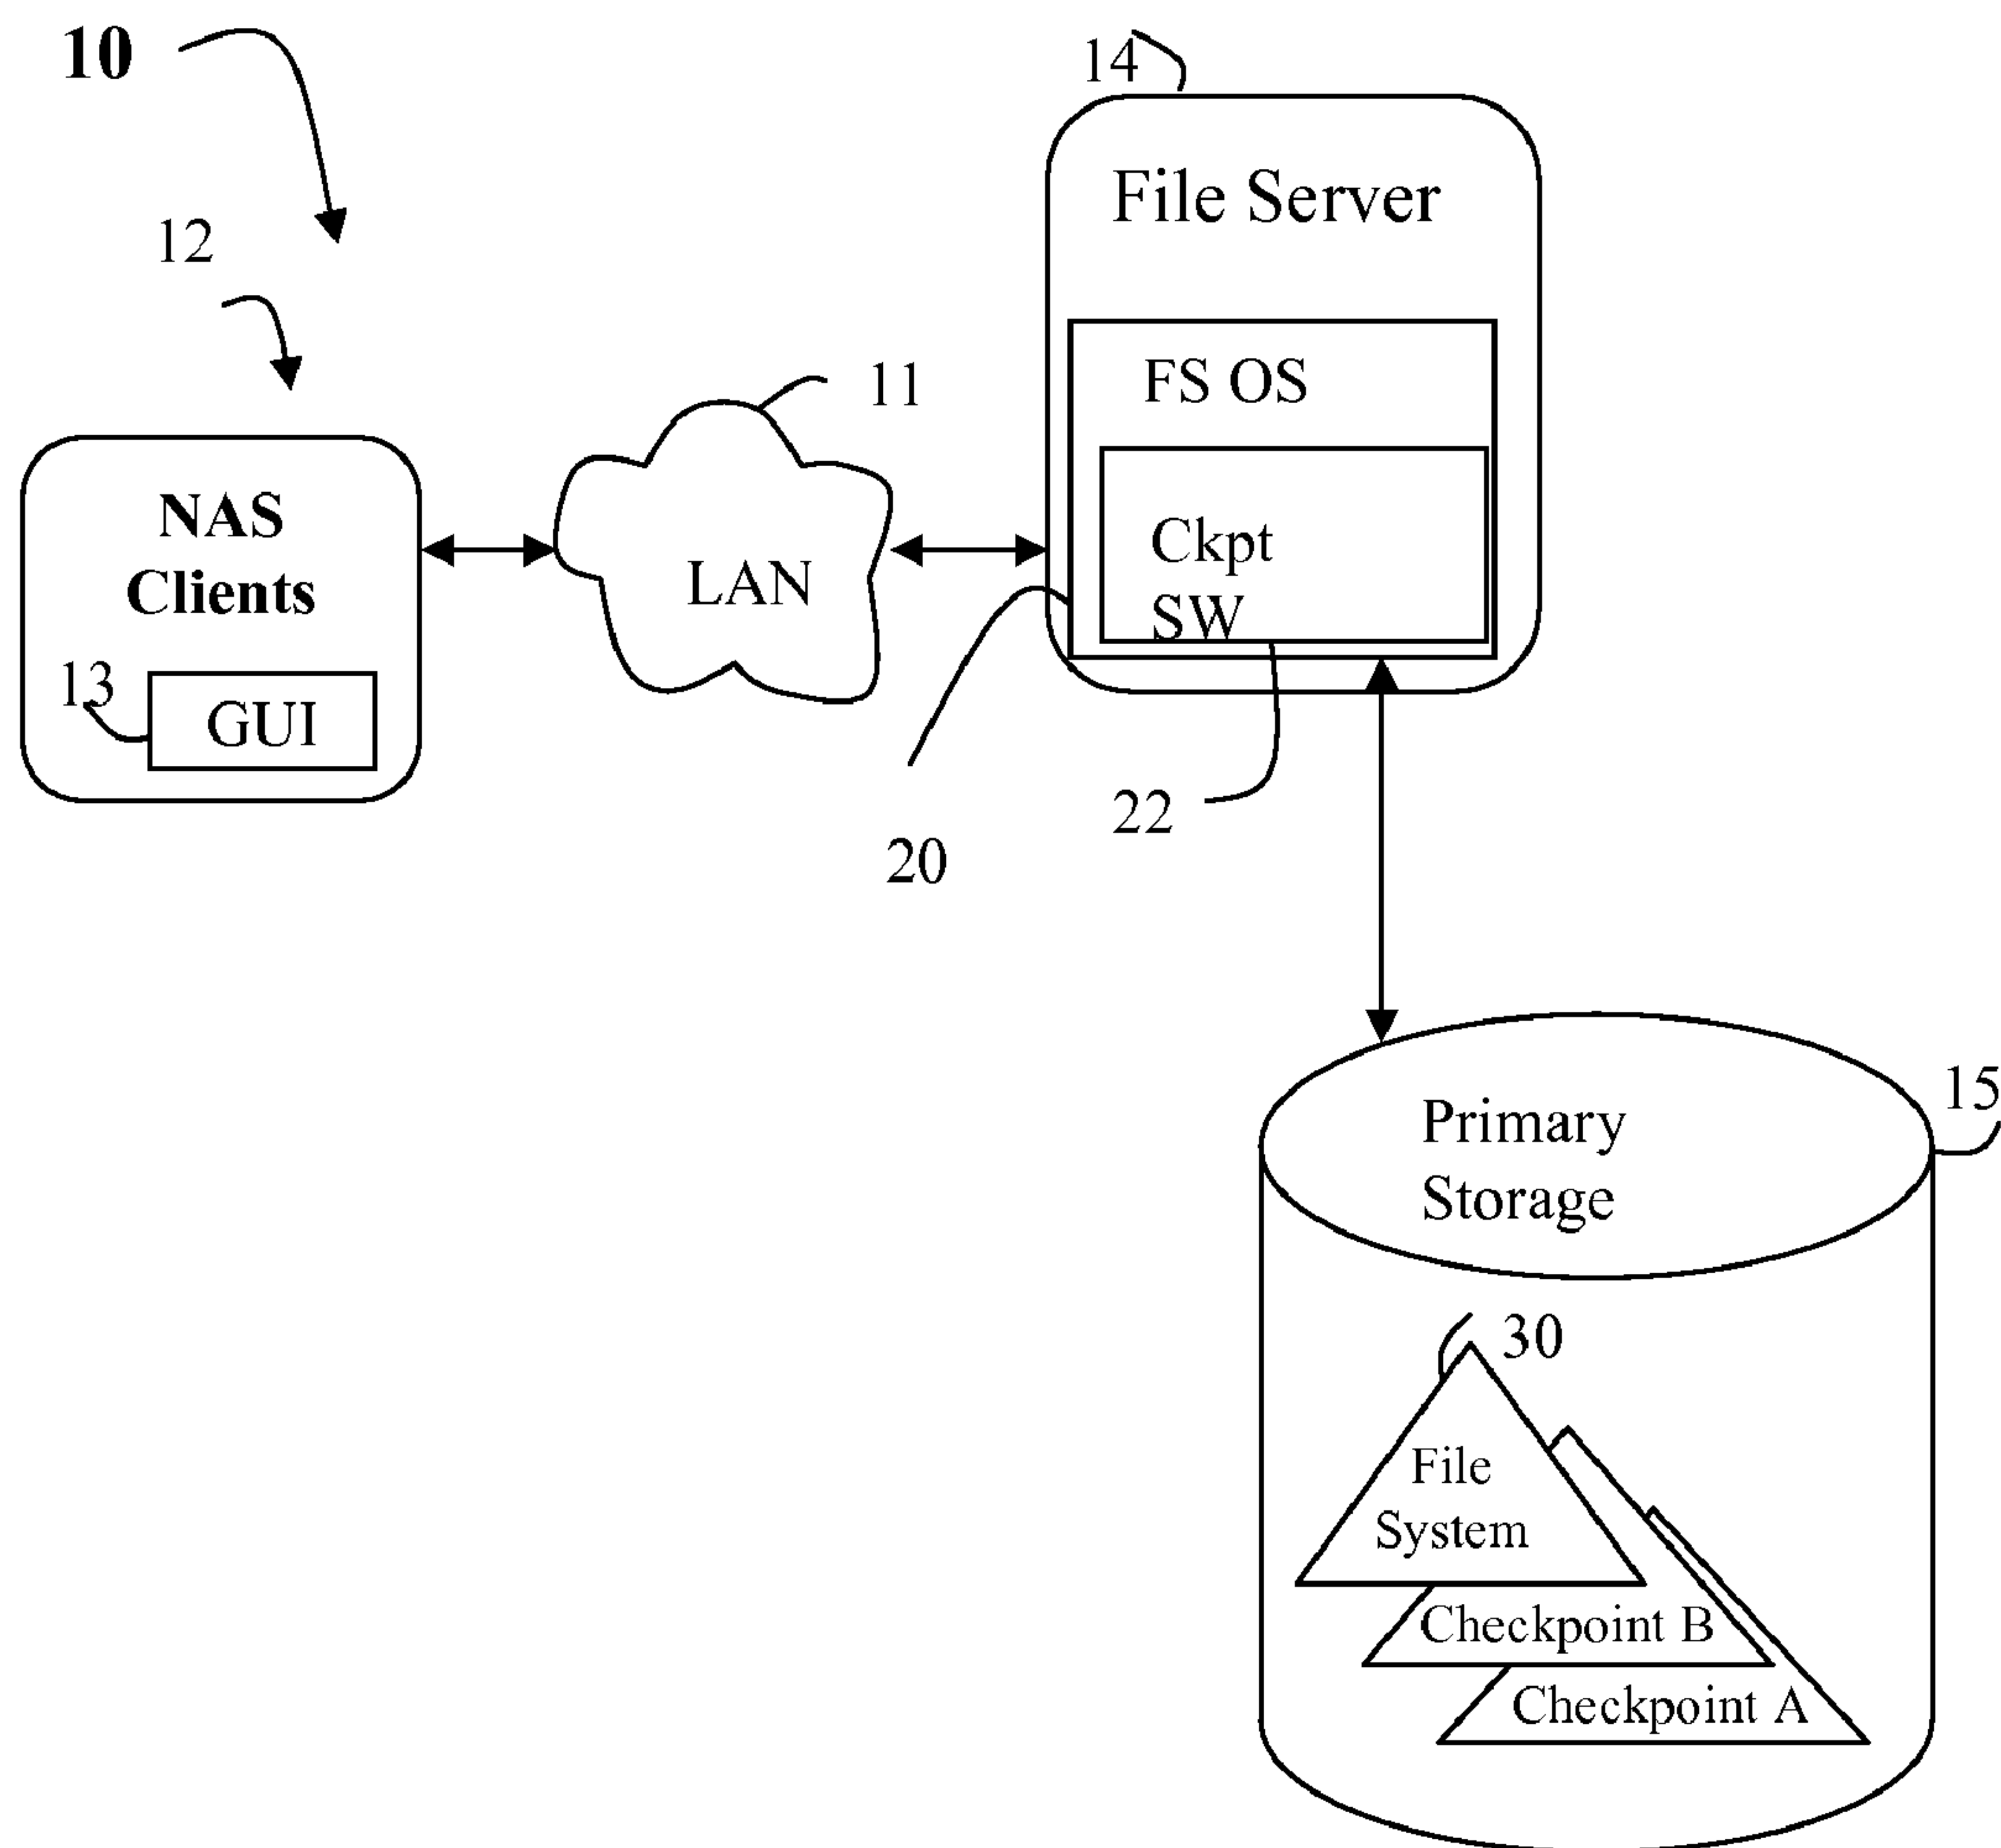 10
14
File Server
12
11
FS OS
NAS
Clients
Ckpt
SW
LAN
13
GUI
22
20
15
Primary
Storage
30
File
System
Checkpoint B
Checkpoint A